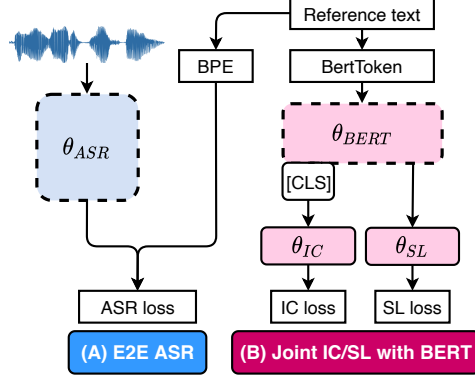 Reference text
BPE
BertToken
θ_ASR
θ_BERT
[CLS]
θ_IC
θ_SL
ASR loss
IC loss
SL loss
(A) E2E ASR
(B) Joint IC/SL with BERT